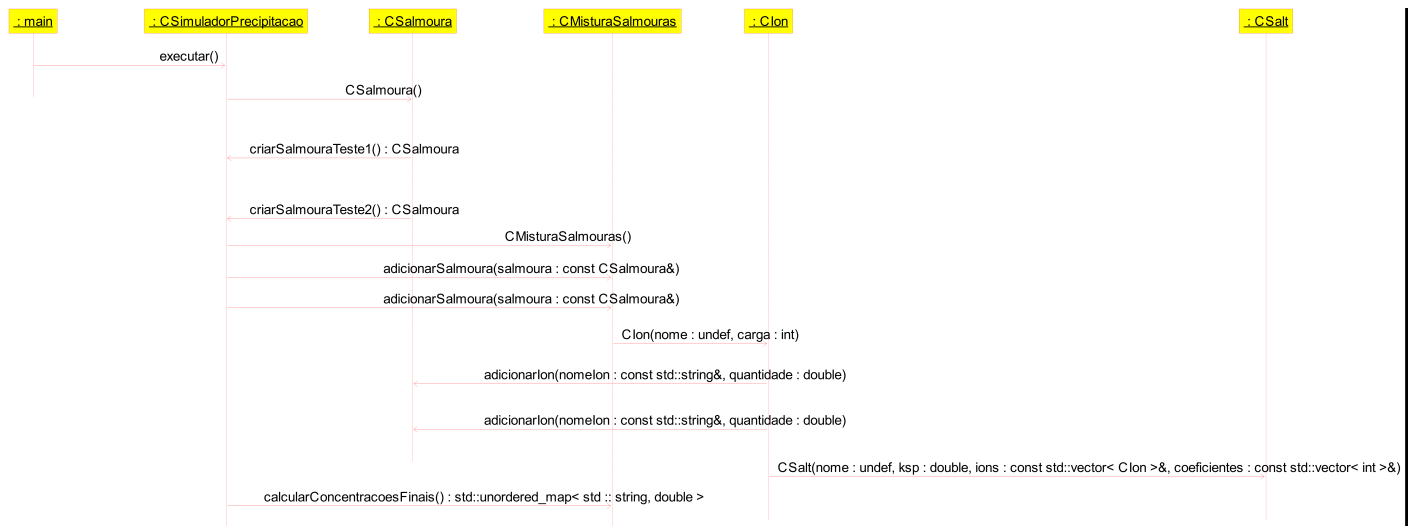 : main
: CSimuladorPrecipitacao
: CSalmoura
: CMisturaSalmouras
: CIon
: CSalt
executar()
CSalmoura()
criarSalmouraTeste1() : CSalmoura
criarSalmouraTeste2() : CSalmoura
CMisturaSalmouras()
adicionarSalmoura(salmoura : const CSalmoura&)
adicionarSalmoura(salmoura : const CSalmoura&)
CIon(nome : undef, carga : int)
adicionarIon(nomeIon : const std::string&, quantidade : double)
adicionarIon(nomeIon : const std::string&, quantidade : double)
CSalt(nome : undef, ksp : double, ions : const std::vector< CIon >&, coeficientes : const std::vector< int >&)
calcularConcentracoesFinais() : std::unordered_map< std :: string, double >